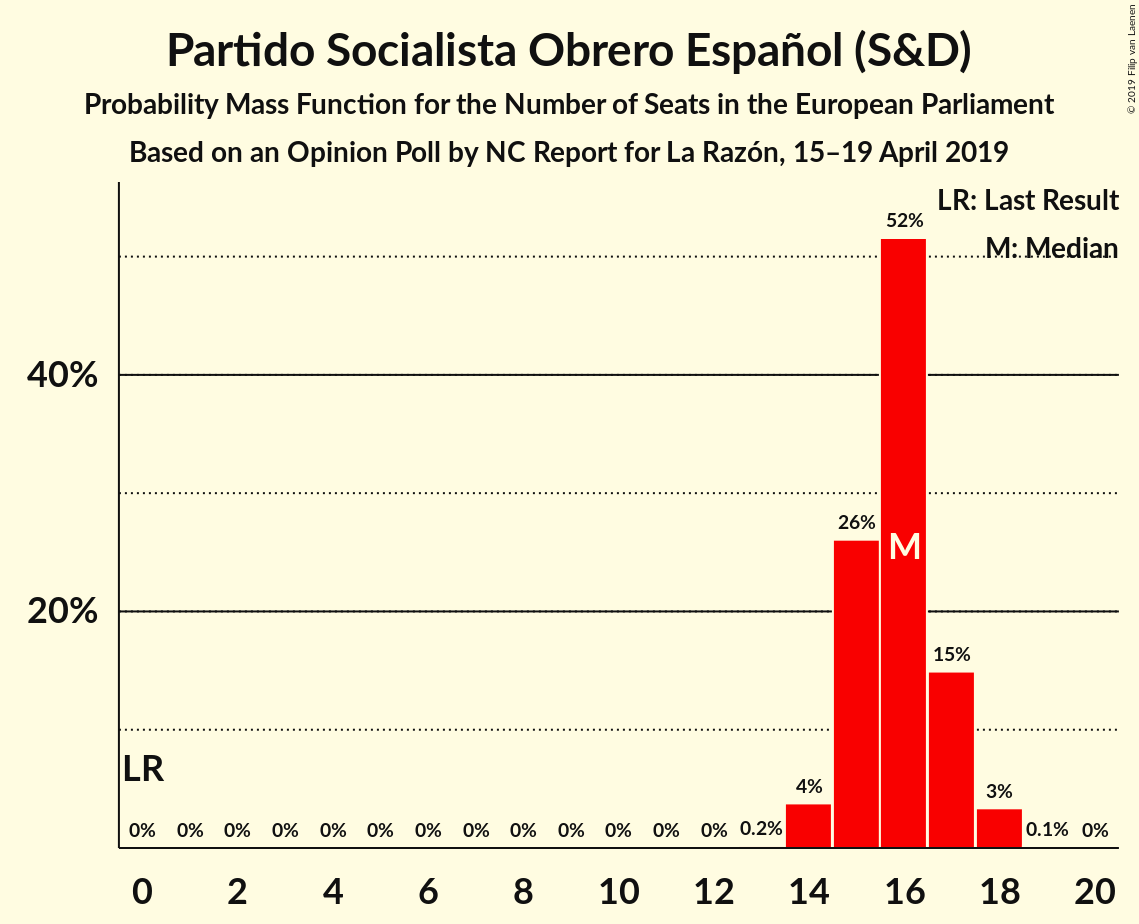 Partido Socialista Obrero Español (S&D)
Probability Mass Function for the Number of Seats in the European Parliament
Based on an Opinion Poll by NC Report for La Razón, 15–19 April 2019
© 2019 Filip van Laenen
LR: Last Result
M: Median
52%
40%
26%
M
20%
15%
LR
4%
3%
0% 0% 0% 0% 0% 0% 0% 0% 0% 0% 0% 0% 0% 0.2% 0.1% 0%
0 2 4 6 8 10 12 14 16 18 20